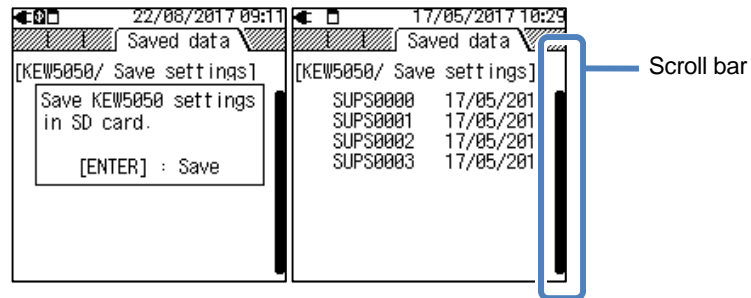 22/08/2017 09:11
Saved data
[KEW5050/ Save settings]
Save KEW5050 settings
in SD card.
[ENTER] : Save
17/05/2017 10:29
Saved data
[KEW5050/ Save settings]
SUPS0000 17/05/201
SUPS0001 17/05/201
SUPS0002 17/05/201
SUPS0003 17/05/201
Scroll bar